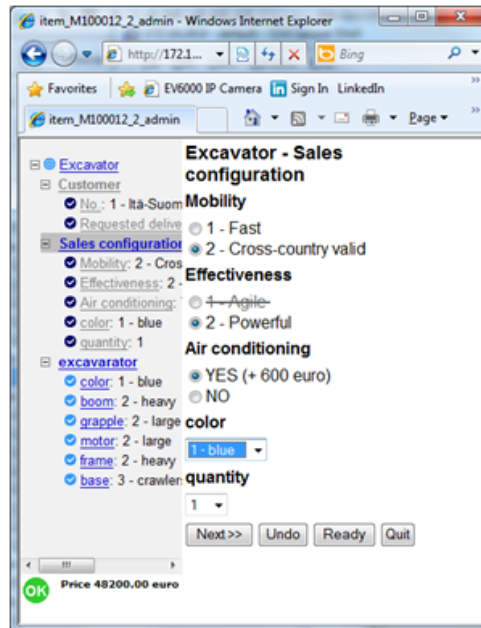 item_M100012_2_admin - Windows Internet Explorer
http://172.1...
Bing
Favorites
EV6000 IP Camera
Sign In
LinkedIn
item_M100012_2_admin
Page
Excavator
Customer
No.: 1 - Itä-Suom
Requested delive
Sales configuration
Mobility: 2 - Cros
Effectiveness: 2 -
Air conditioning:
color: 1 - blue
quantity: 1
excavarator
color: 1 - blue
boom: 2 - heavy
grapple: 2 - large
motor: 2 - large
frame: 2 - heavy
base: 3 - crawlers
OK
Price 48200.00 euro
Excavator - Sales
configuration
Mobility
1 - Fast
2 - Cross-country valid
Effectiveness
1 - Agile
2 - Powerful
Air conditioning
YES (+ 600 euro)
NO
color
1 - blue
quantity
1
Next>>
Undo
Ready
Quit